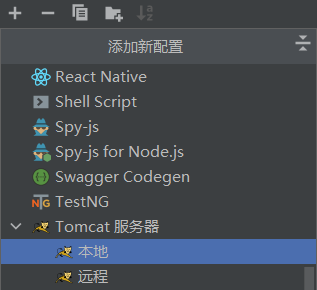 添加新配置
React Native
Shell Script
Spy-js
Spy-js for Node.js
Swagger Codegen
TestNG
Tomcat 服务器
本地
远程